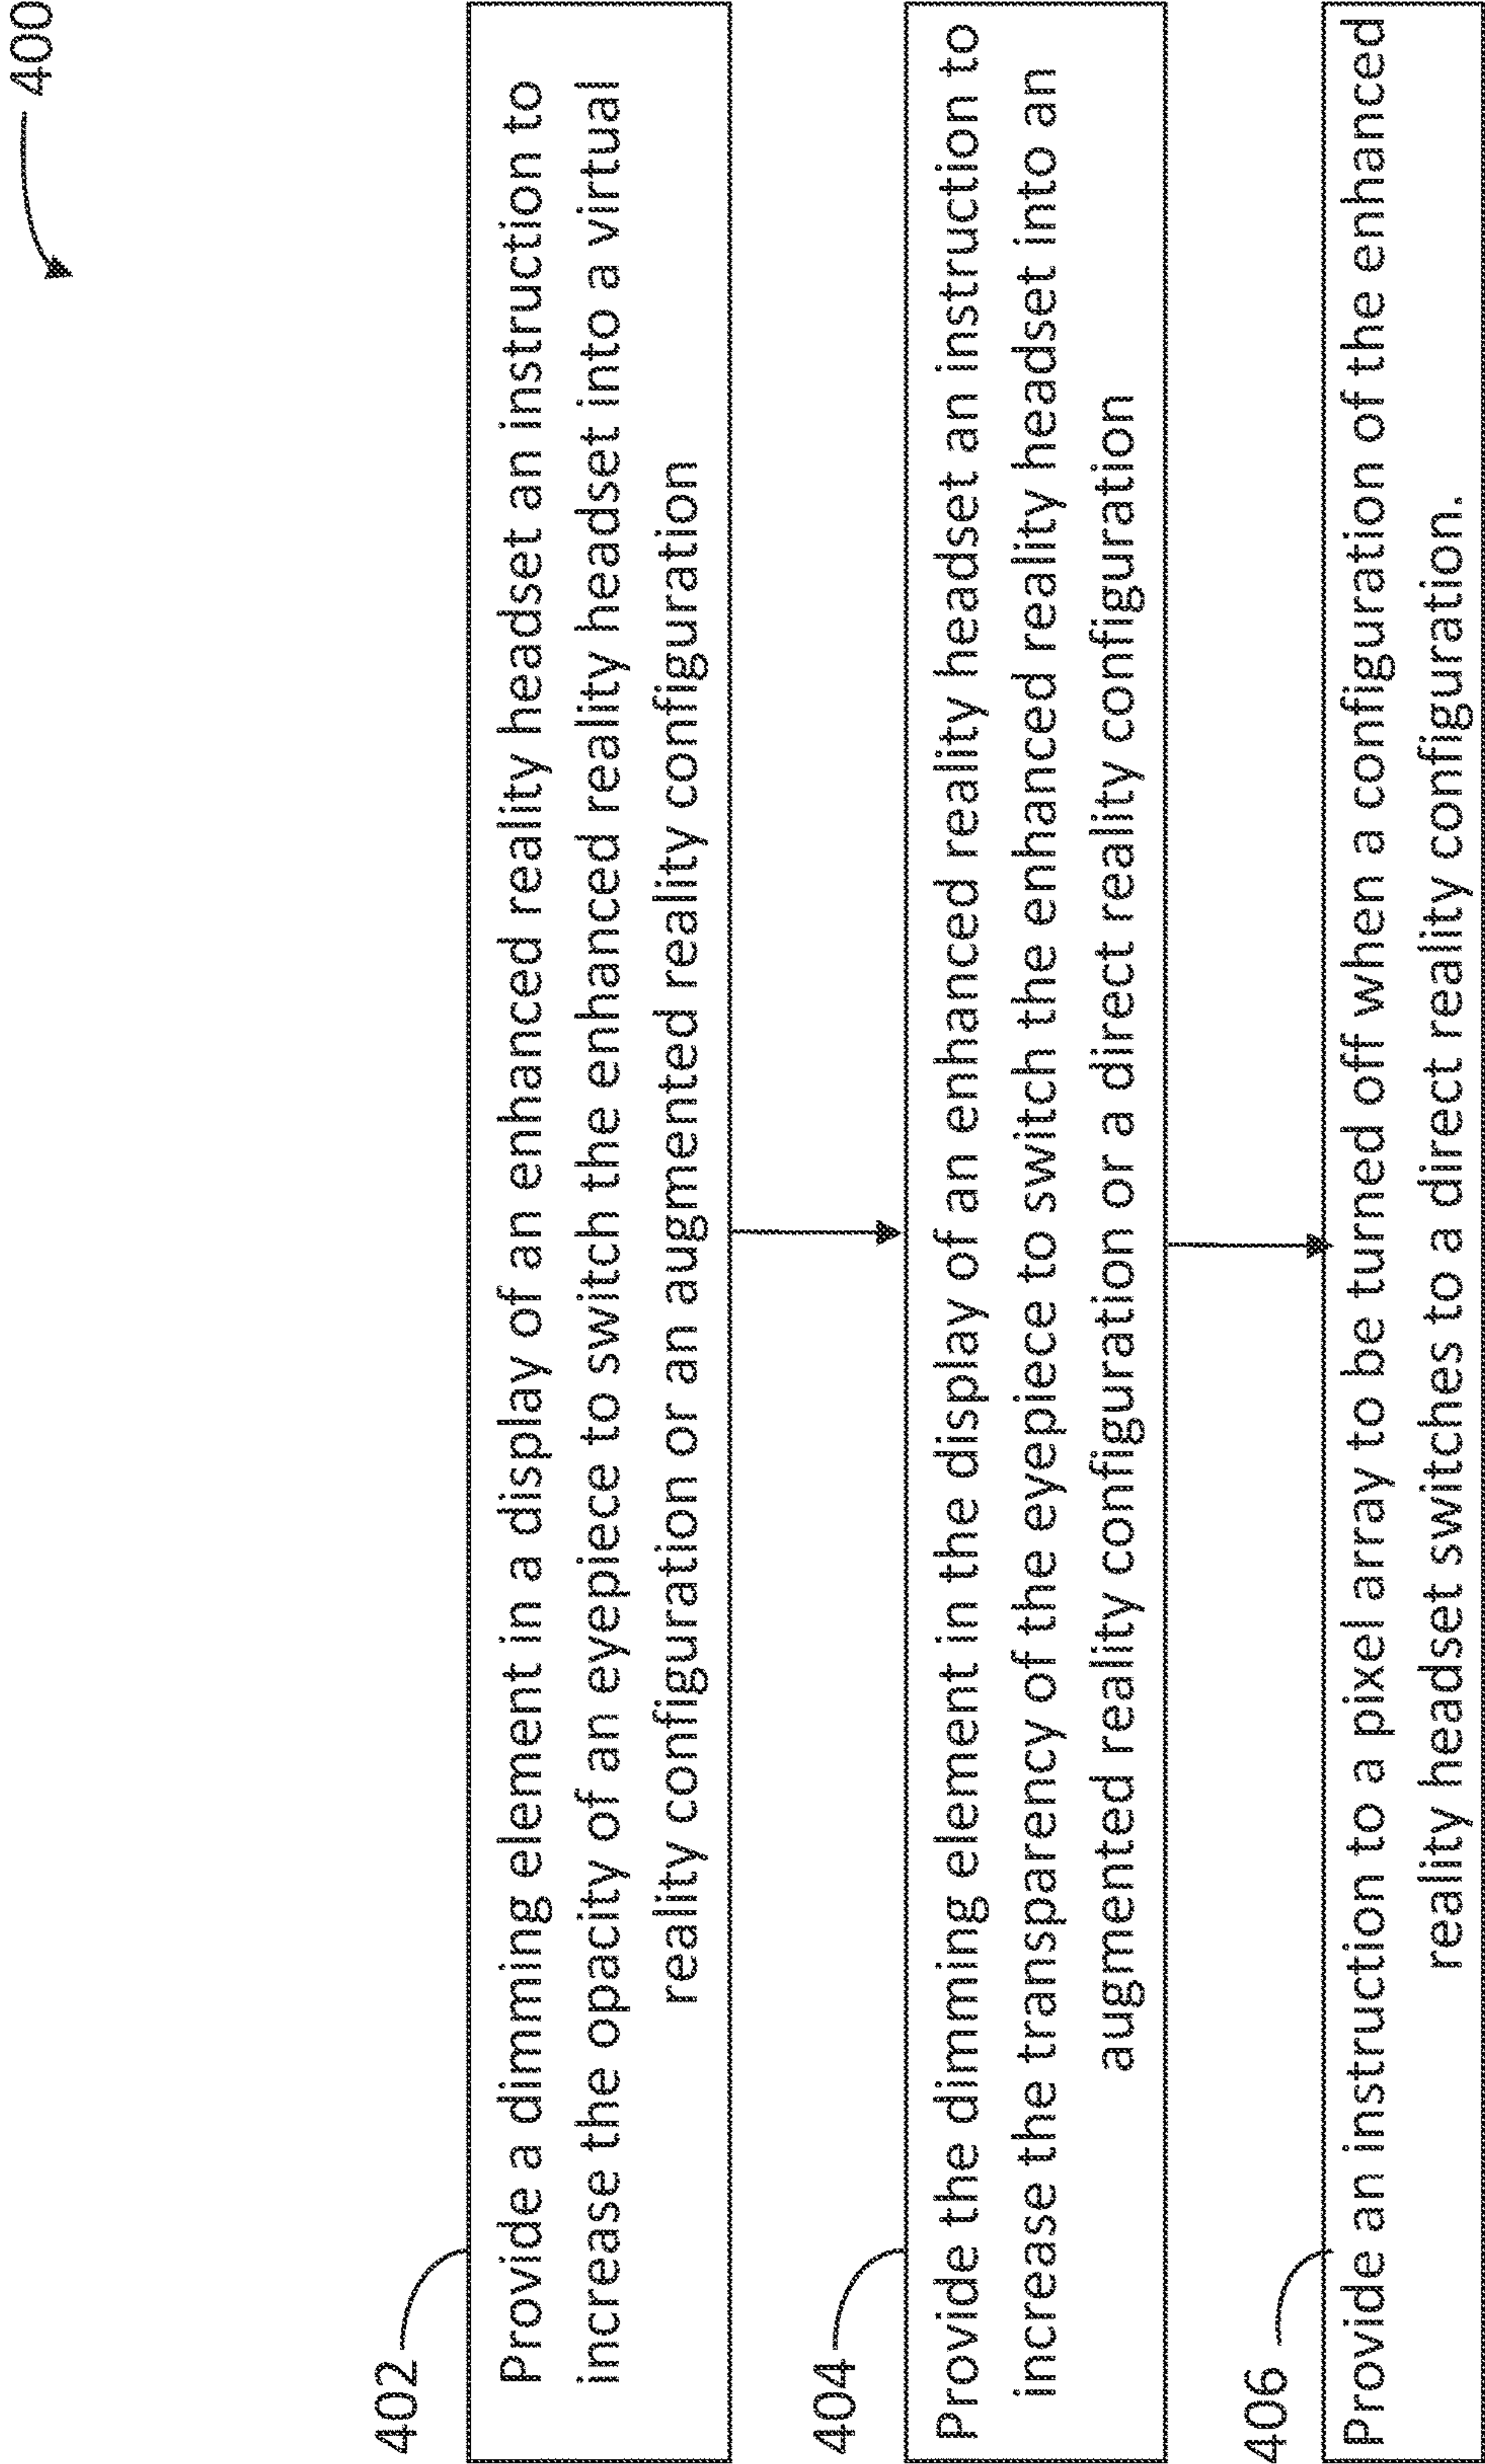 400
402
Provide a dimming element in a display of an enhanced reality headset an instruction to
increase the opacity of an eyepiece to switch the enhanced reality headset into a virtual
reality configuration or an augmented reality configuration
404
Provide the dimming element in the display of an enhanced reality headset an instruction to
increase the transparency of the eyepiece to switch the enhanced reality headset into an
augmented reality configuration or a direct reality configuration
406
Provide an instruction to a pixel array to be turned off when a configuration of the enhanced
reality headset switches to a direct reality configuration.